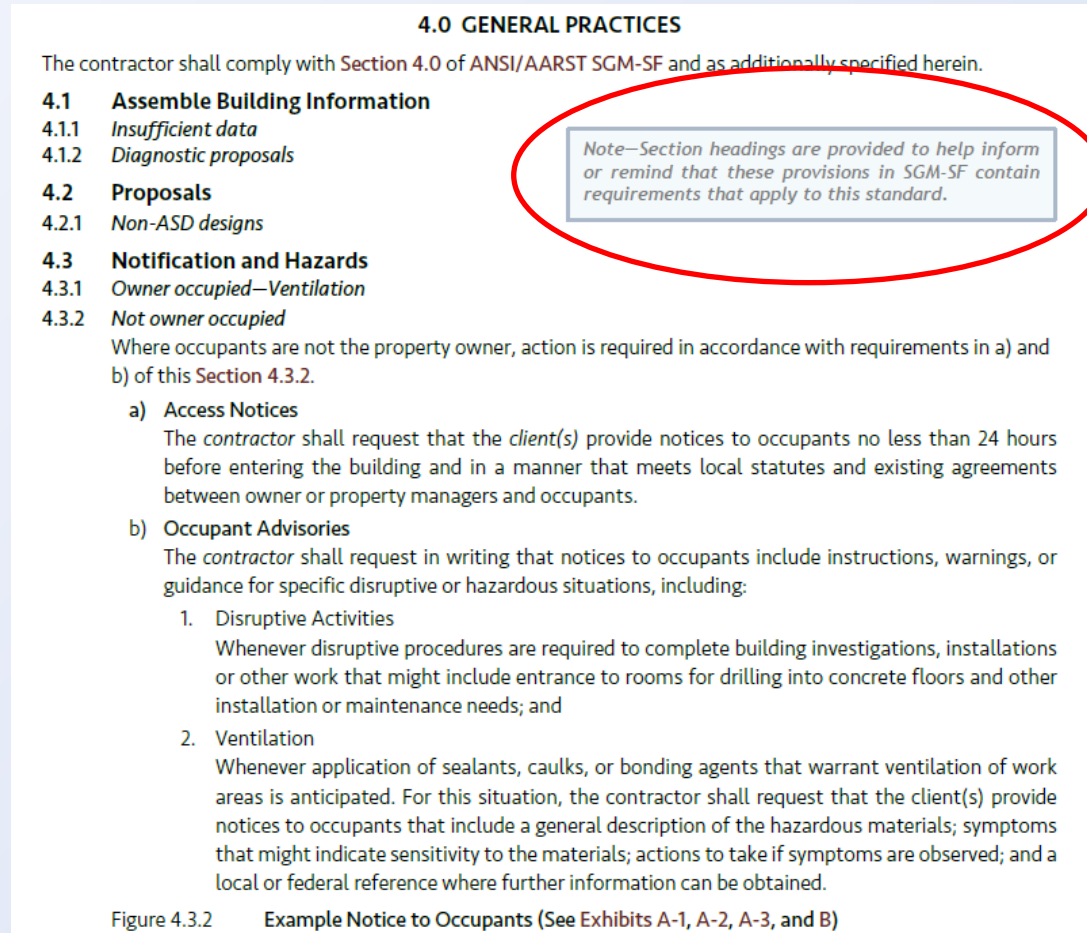 4.0 GENERAL PRACTICES
The contractor shall comply with Section 4.0 of ANSI/AARST SGM-SF and as additionally specified herein.
4.1 Assemble Building Information
4.1.1 Insufficient data
4.1.2 Diagnostic proposals
Note—Section headings are provided to help inform
or remind that these provisions in SGM-SF contain
requirements that apply to this standard.
4.2 Proposals
4.2.1 Non-ASD designs
4.3 Notification and Hazards
4.3.1 Owner occupied—Ventilation
4.3.2 Not owner occupied
Where occupants are not the property owner, action is required in accordance with requirements in a) and
b) of this Section 4.3.2.
a) Access Notices
The contractor shall request that the client(s) provide notices to occupants no less than 24 hours
before entering the building and in a manner that meets local statutes and existing agreements
between owner or property managers and occupants.
b) Occupant Advisories
The contractor shall request in writing that notices to occupants include instructions, warnings, or
guidance for specific disruptive or hazardous situations, including:
1. Disruptive Activities
Whenever disruptive procedures are required to complete building investigations, installations
or other work that might include entrance to rooms for drilling into concrete floors and other
installation or maintenance needs; and
2. Ventilation
Whenever application of sealants, caulks, or bonding agents that warrant ventilation of work
areas is anticipated. For this situation, the contractor shall request that the client(s) provide
notices to occupants that include a general description of the hazardous materials; symptoms
that might indicate sensitivity to the materials; actions to take if symptoms are observed; and a
local or federal reference where further information can be obtained.
Figure 4.3.2 Example Notice to Occupants (See Exhibits A-1, A-2, A-3, and B)